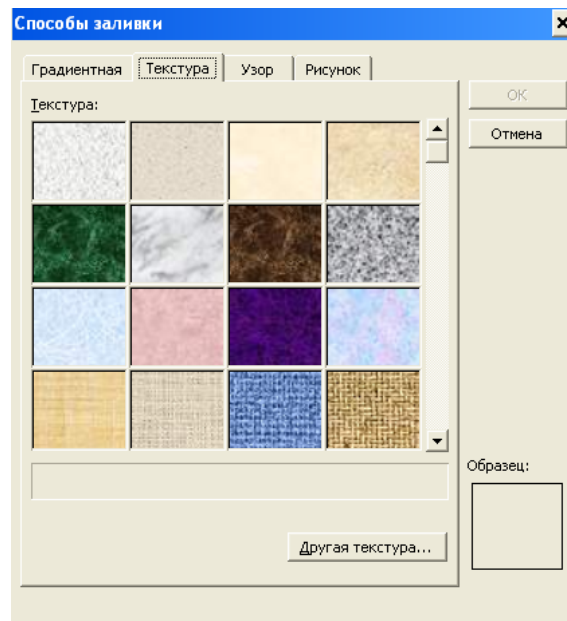 Способы заливки
Градиентная Текстура Узор Рисунок
Текстура:
ОК
Отмена
Образец:
Другая текстура...